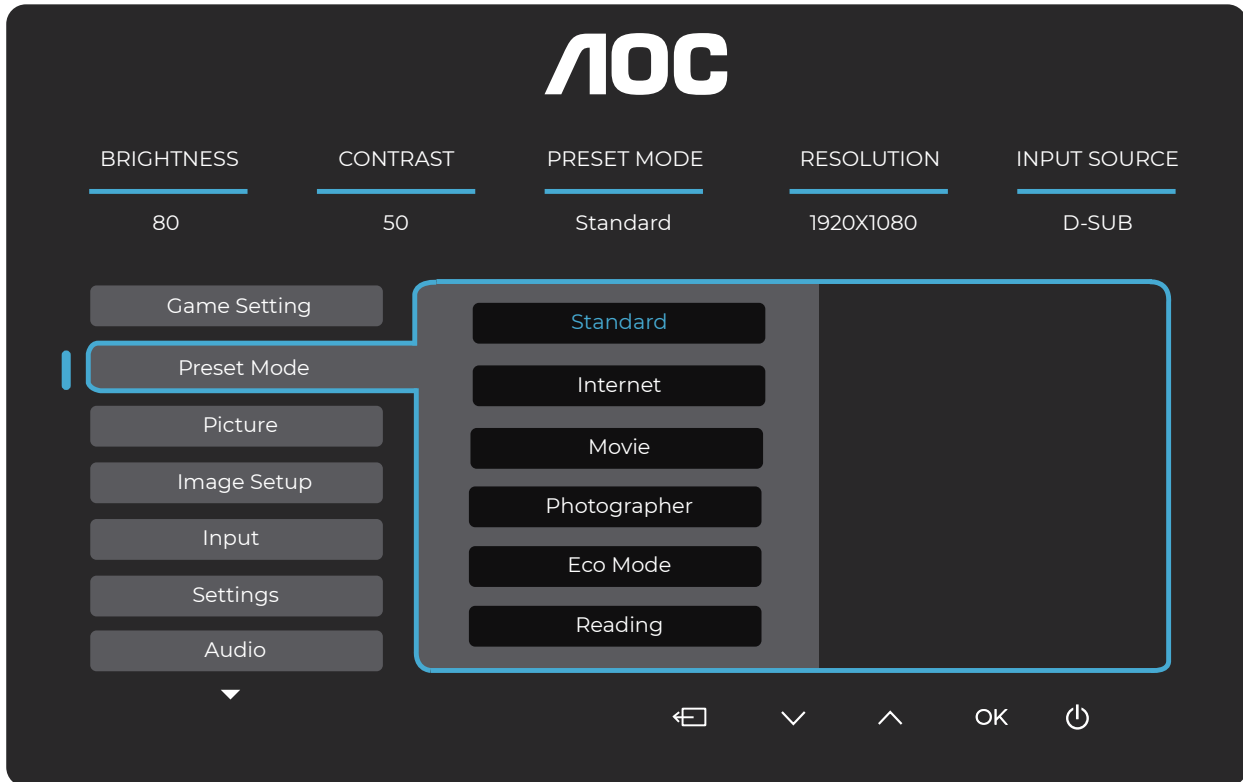 AOC
BRIGHTNESS CONTRAST PRESET MODE RESOLUTION INPUT SOURCE
80 50 Standard 1920X1080 D-SUB
Game Setting
Preset Mode
Picture
Image Setup
Input
Settings
Audio
Standard
Internet
Movie
Photographer
Eco Mode
Reading
OK